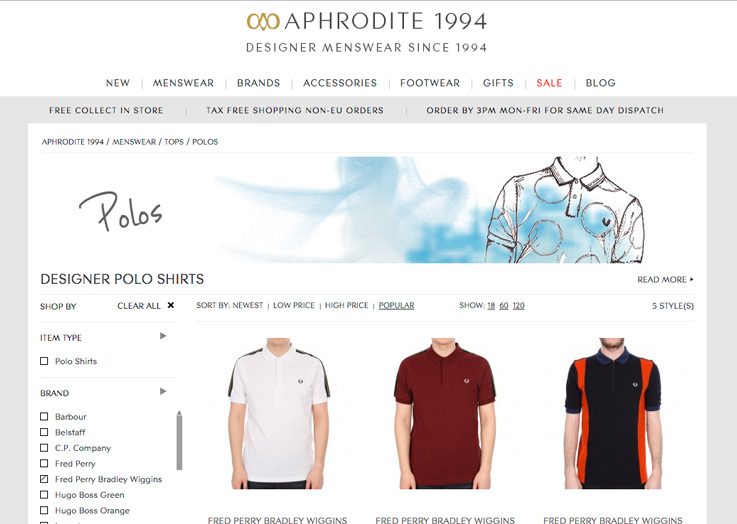 APHRODITE 1994
DESIGNER MENSWEAR SINCE 1994
NEW | MENSWEAR | BRANDS | ACCESSORIES | FOOTWEAR | GIFTS | SALE | BLOG
FREE COLLECT IN STORE | TAX FREE SHOPPING NON-EU ORDERS | ORDER BY 3PM MON-FRI FOR SAME DAY DISPATCH
APHRODITE 1994 / MENSWEAR / TOPS / POLOS
Polos
DESIGNER POLO SHIRTS
READ MORE
SHOP BY CLEAR ALL
SORT BY: NEWEST | LOW PRICE | HIGH PRICE | POPULAR SHOW: 18 60 120 5 STYLE(S)
ITEM TYPE
Polo Shirts
BRAND
Barbour
Belstaff
C.P. Company
Fred Perry
Fred Perry Bradley Wiggins
Hugo Boss Green
Hugo Boss Orange
FRED PERRY BRADLEY WIGGINS
FRED PERRY BRADLEY WIGGINS
FRED PERRY BRADLEY WIGGINS